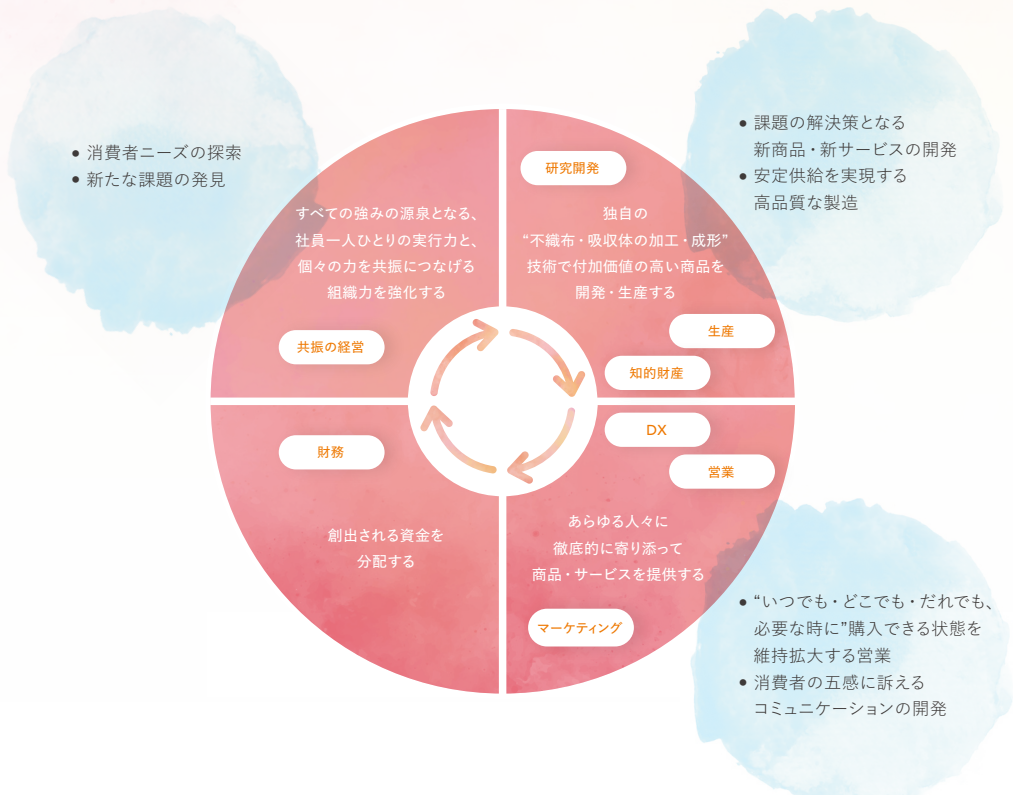 • 消費者ニーズの探索
• 新たな課題の発見
すべての強みの源泉となる、
社員一人ひとりの実行力と、
個々の力を共振につなげる
組織力を強化する
共振の経営
研究開発
独自の
“不織布・吸収体の加工・成形”
技術で付加価値の高い商品を
開発・生産する
生産
知的財産
• 課題の解決策となる
新商品・新サービスの開発
• 安定供給を実現する
高品質な製造
財務
創出される資金を
分配する
DX
営業
あらゆる人々に
徹底的に寄り添って
商品・サービスを提供する
マーケティング
• “いつでも・どこでも・だれでも、
必要な時に”購入できる状態を
維持拡大する営業
• 消費者の五感に訴える
コミュニケーションの開発